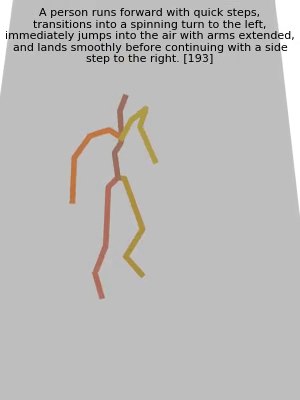 A person runs forward with quick steps,
transitions into a spinning turn to the left,
immediately jumps into the air with arms extended,
and lands smoothly before continuing with a side
step to the right. [193]